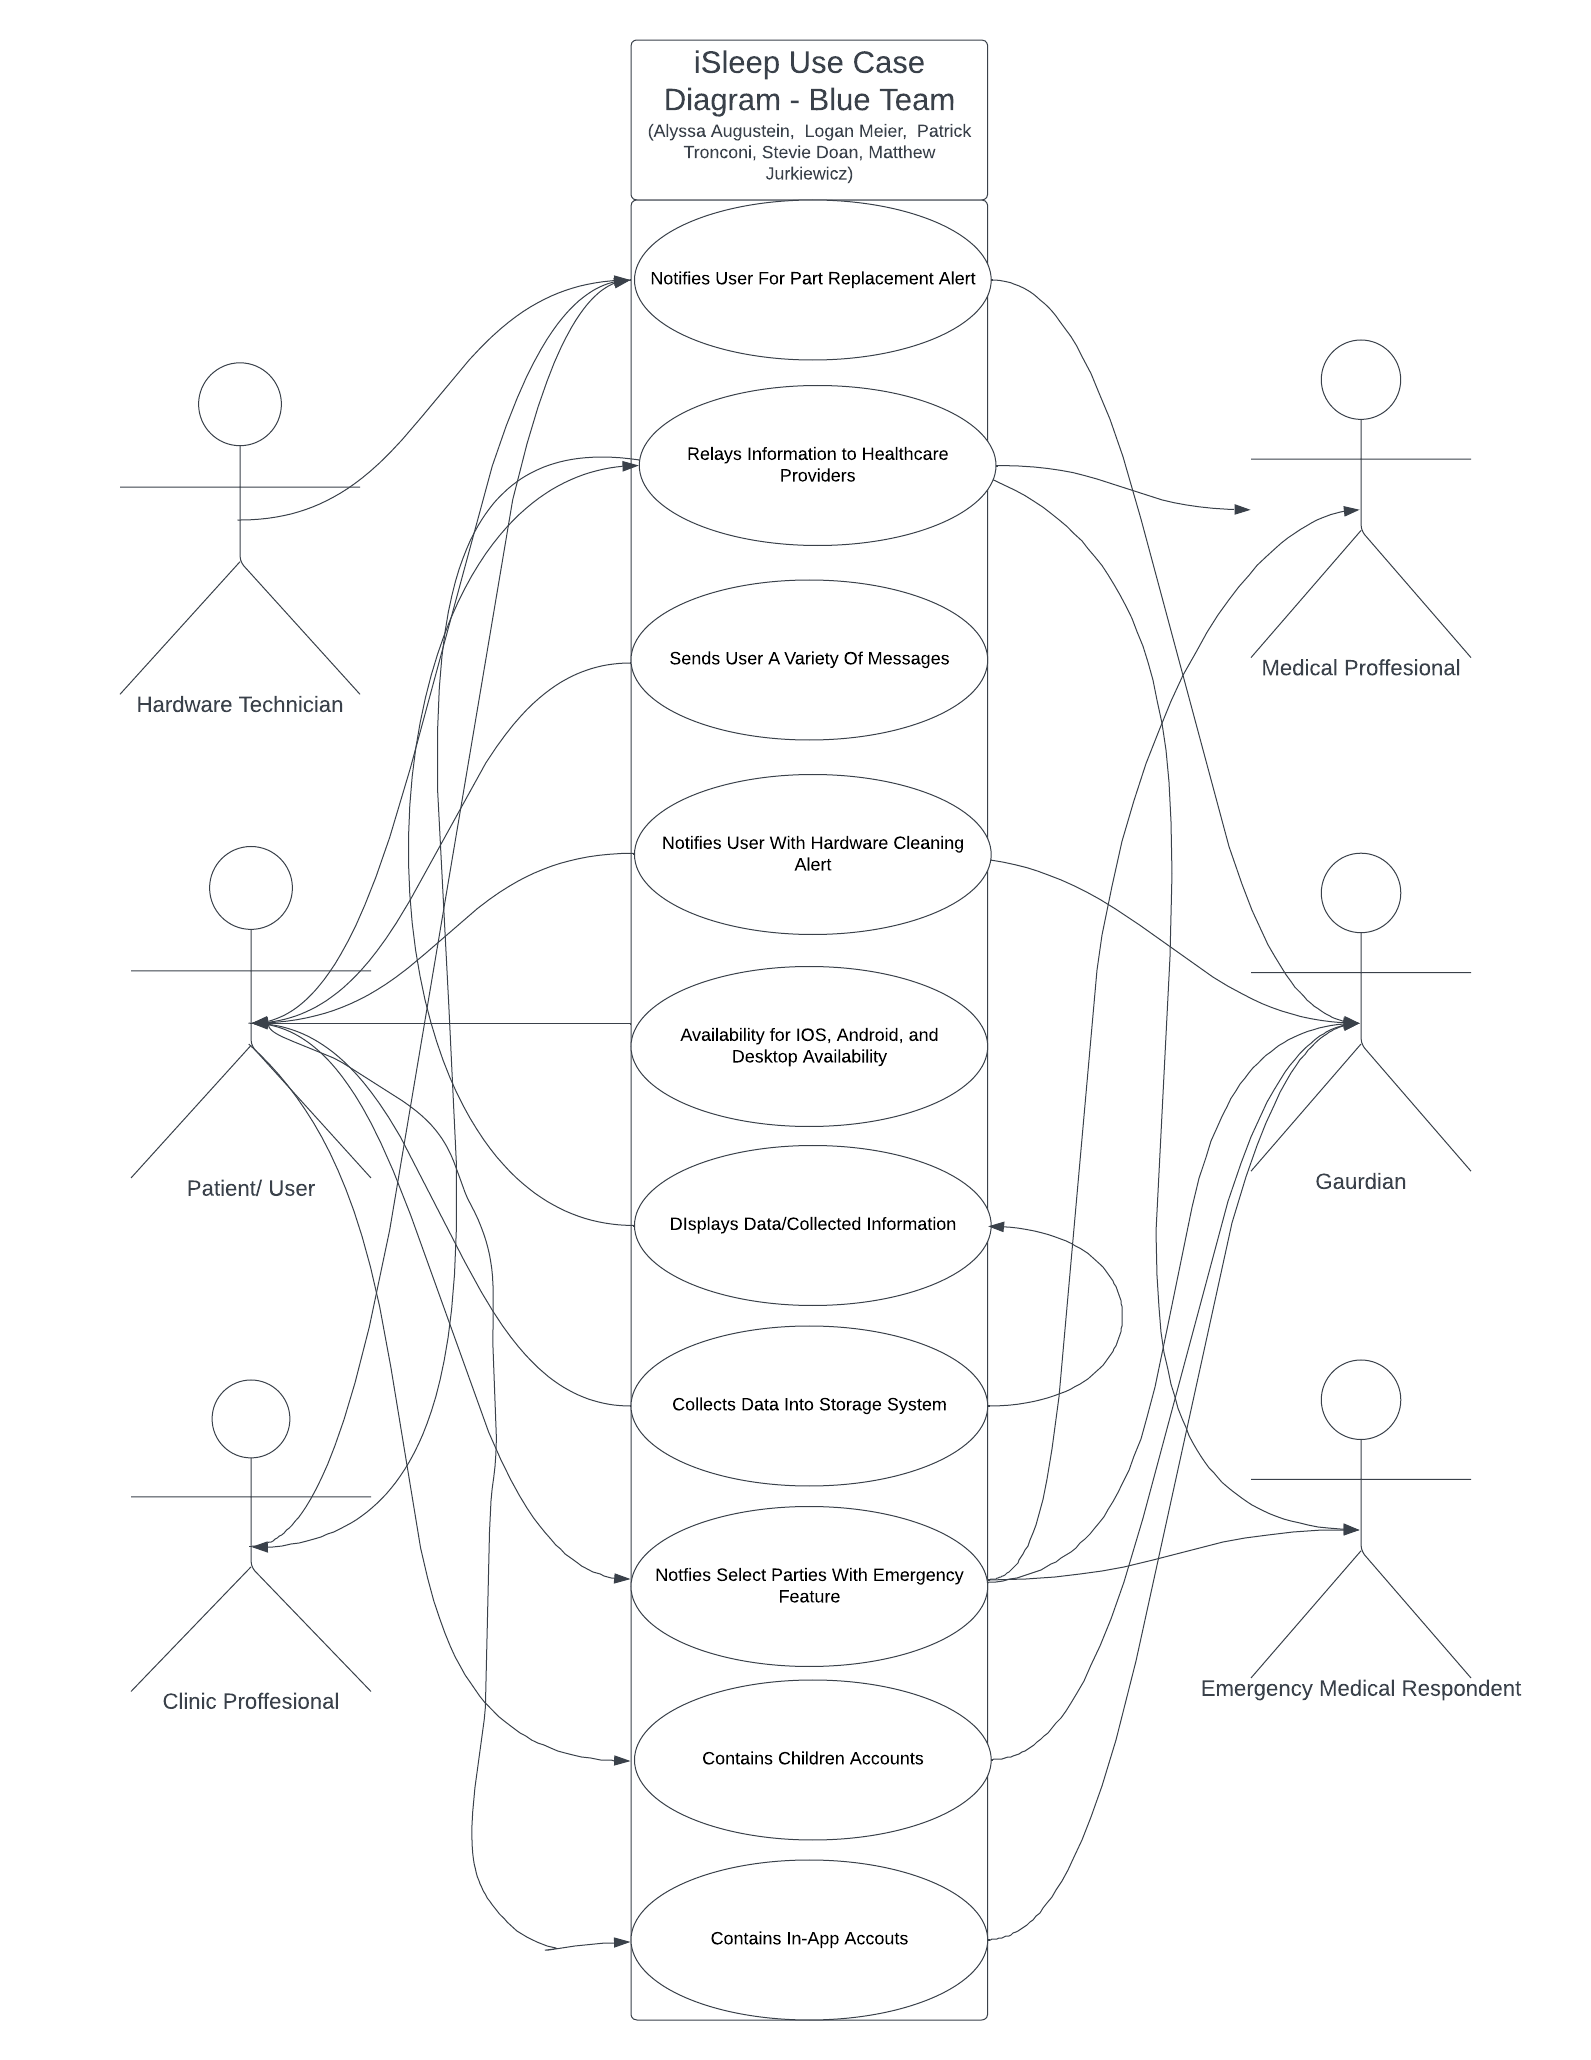 iSleep Use Case
Diagram - Blue Team
(Alyssa Augustein, Logan Meier, Patrick
Tronconi, Stevie Doan, Matthew
Jurkiewicz)
Notifies User For Part Replacement Alert
Relays Information to Healthcare
Providers
Sends User A Variety Of Messages
Medical Proffesional
Hardware Technician
Notifies User With Hardware Cleaning
Alert
Availability for IOS, Android, and
Desktop Availability
Patient/ User
Gaurdian
DIsplays Data/Collected Information
Collects Data Into Storage System
Notfies Select Parties With Emergency
Feature
Clinic Proffesional
Emergency Medical Respondent
Contains Children Accounts
Contains In-App Accouts